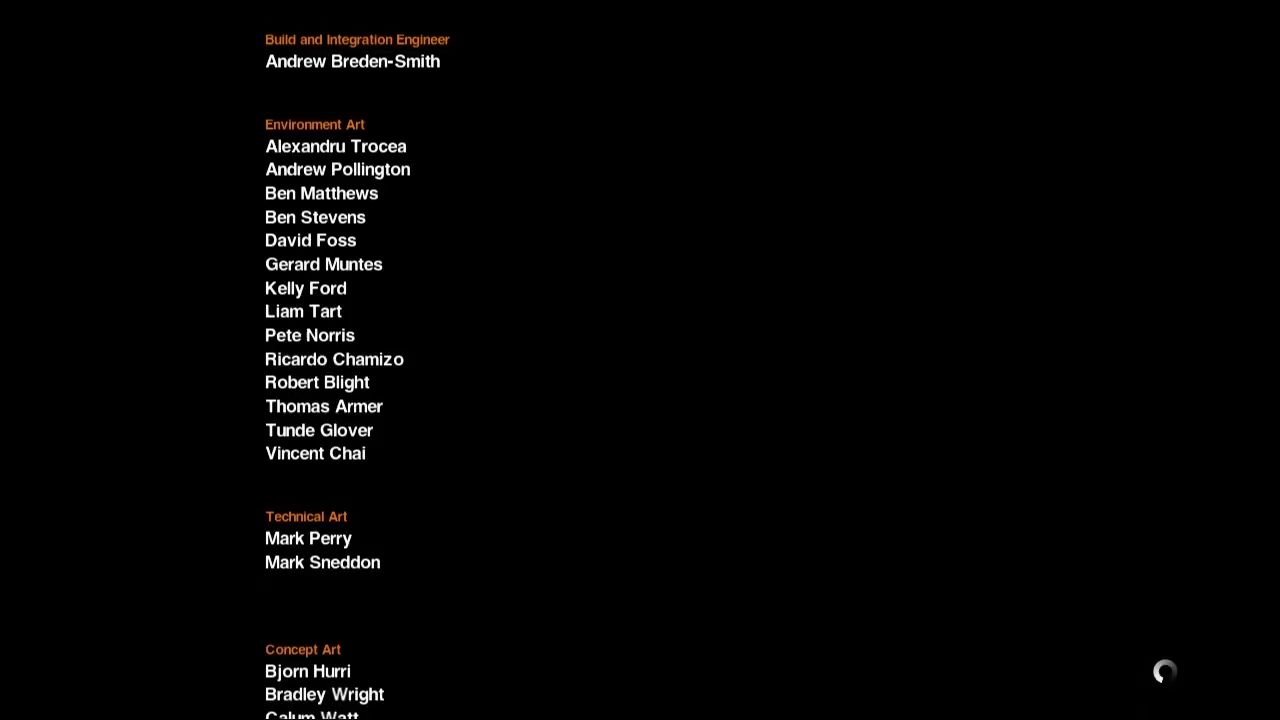 Build and Integration Engineer
Andrew Breden-Smith
Environment Art
Alexandru Trocea
Andrew Pollington
Ben Matthews
Ben Stevens
David Foss
Gerard Muntes
Kelly Ford
Liam Tart
Pete Norris
Ricardo Chamizo
Robert Blight
Thomas Armer
Tunde Glover
Vincent Chai
Technical Art
Mark Perry
Mark Sneddon
Concept Art
Bjorn Hurri
Bradley Wright
Calum Watt